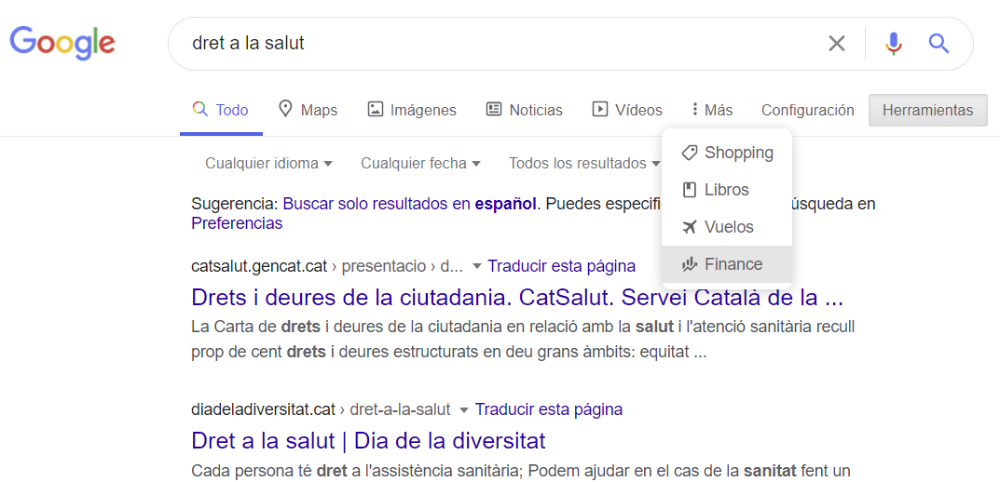 Google
dret a la salut
Todo Maps Imágenes Noticias Vídeos Más Configuración Herramientas
Shopping
Libros
Vuelos
Finance
Cualquier idioma Cualquier fecha Todos los resultados
Sugerencia: Buscar solo resultados en español. Puedes especifi úsqueda en
Preferencias
catsalut.gencat.cat › presentacio › d... Traducir esta página
Drets i deures de la ciutadania. CatSalut. Servei Català de la ...
La Carta de drets i deures de la ciutadania en relació amb la salut i l'atenció sanitària recull
prop de cent drets i deures estructurats en deu grans àmbits: equitat ...
diadeladiversitat.cat › dret-a-la-salut Traducir esta página
Dret a la salut | Dia de la diversitat
Cada persona té dret a l'assistència sanitària; Podem ajudar en el cas de la sanitat fent un